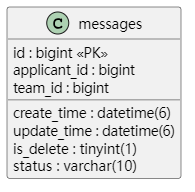 C messages
id : bigint «PK»
applicant_id : bigint
team_id : bigint
create_time : datetime(6)
update_time : datetime(6)
is_delete : tinyint(1)
status : varchar(10)